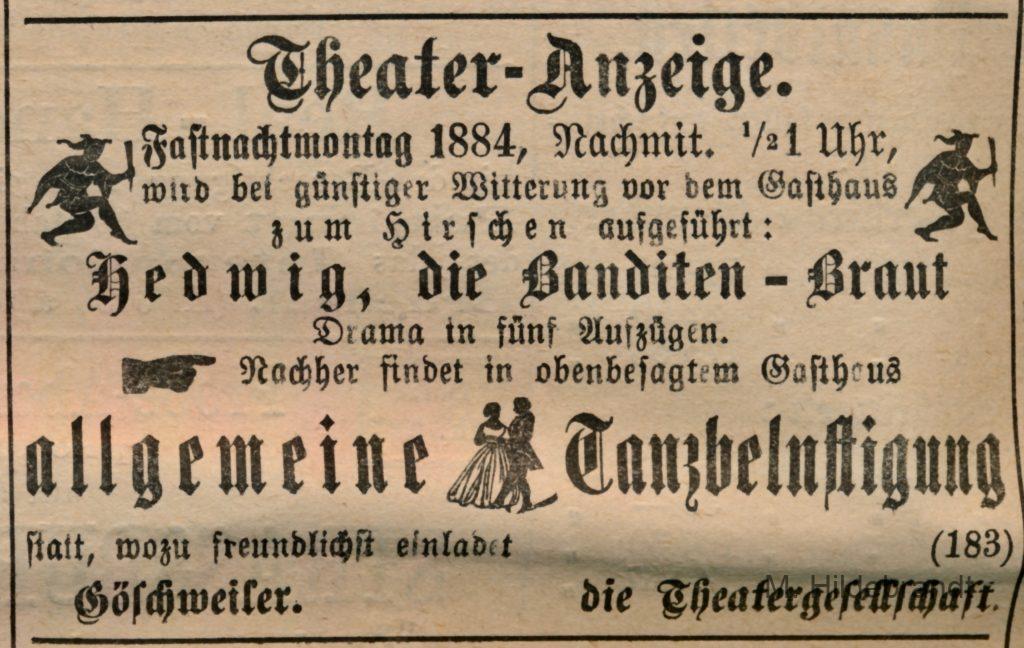 Theater-Anzeige.
Fastnachtmontag 1884, Nachmit. ½1 Uhr,
wird bei günstiger Witterung vor dem Gasthaus
zum Hirschen aufgeführt:
Hedwig, die Banditen-Braut
Drama in fünf Aufzügen.
Nachher findet in obenbesagtem Gasthaus
allgemeine Tanzbelustigung
statt, wozu freundlichst einladet (183)
Göschweiler. die Theatergesellschaft.
M. Hildebrandt